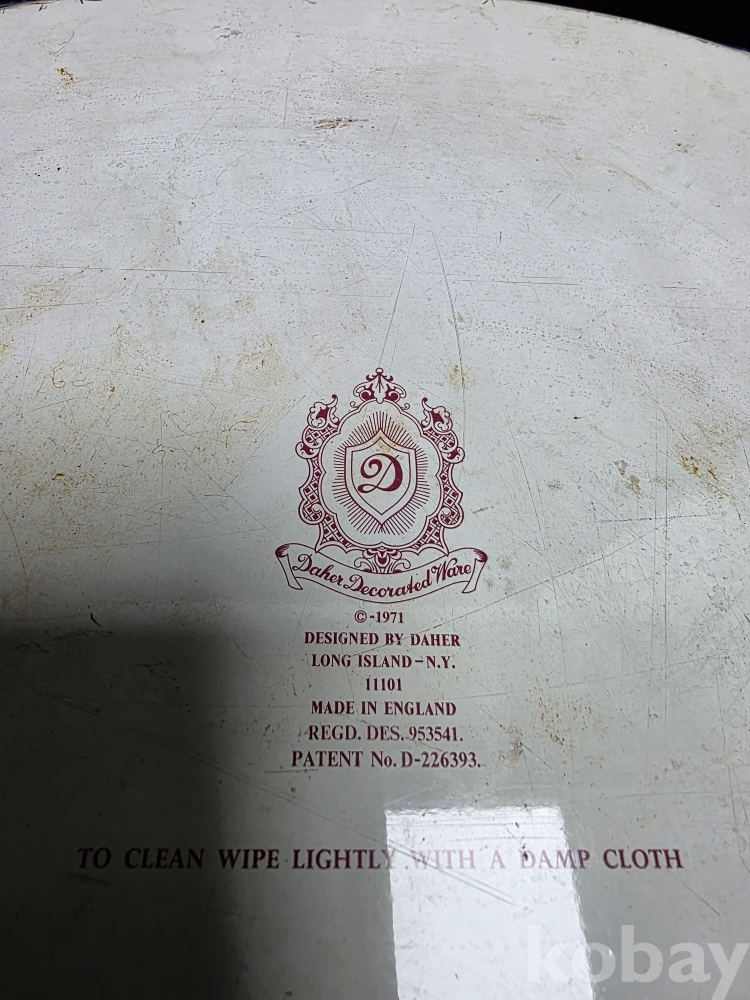 D
Daher Decorated Ware
©-1971
DESIGNED BY DAHER
LONG ISLAND-N.Y.
11101
MADE IN ENGLAND
REGD. DES. 953541.
PATENT No. D-226393.
TO CLEAN WIPE LIGHTLY WITH A DAMP CLOTH
kobay